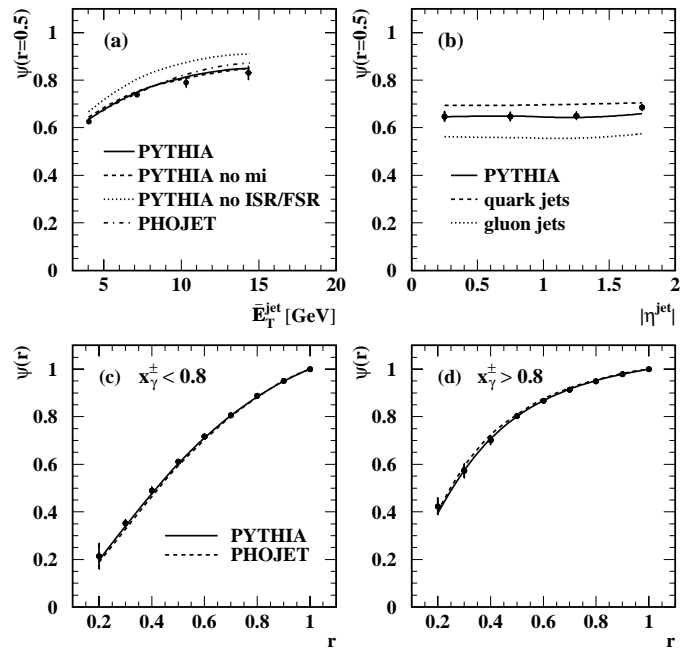 ψ(r=0.5)
(a)
1
0.8
0.6
0.4
0.2
0
PYTHIA
PYTHIA no mi
PYTHIA no ISR/FSR
PHOJET
5 10 15 20
Ē_T^jet [GeV]
ψ(r=0.5)
(b)
1
0.8
0.6
0.4
0.2
0
PYTHIA
quark jets
gluon jets
0 0.5 1 1.5 2
|η^jet|
ψ(r)
(c) x_γ^± < 0.8
1
0.8
0.6
0.4
0.2
0
PYTHIA
PHOJET
0.2 0.4 0.6 0.8 1
r
ψ(r)
(d) x_γ^± > 0.8
1
0.8
0.6
0.4
0.2
0
0.2 0.4 0.6 0.8 1
r